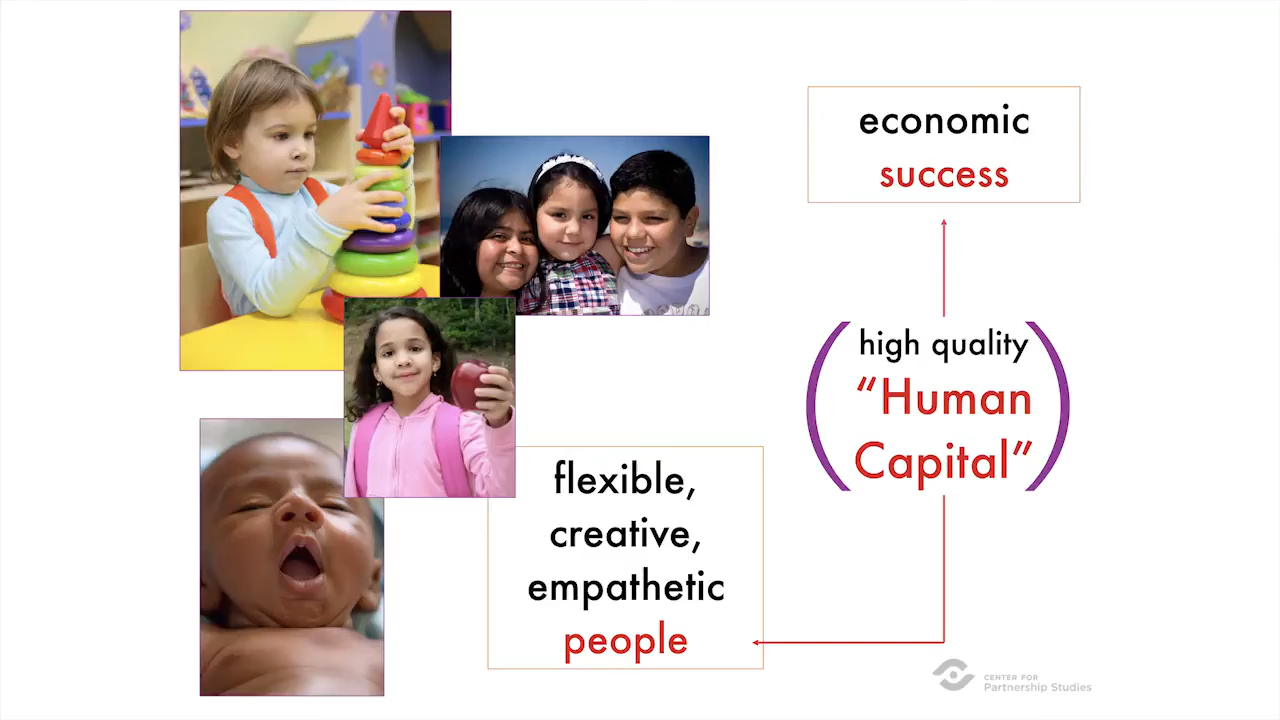 economic
success
high quality
“Human
Capital”
flexible,
creative,
empathetic
people
CENTER FOR
Partnership Studies